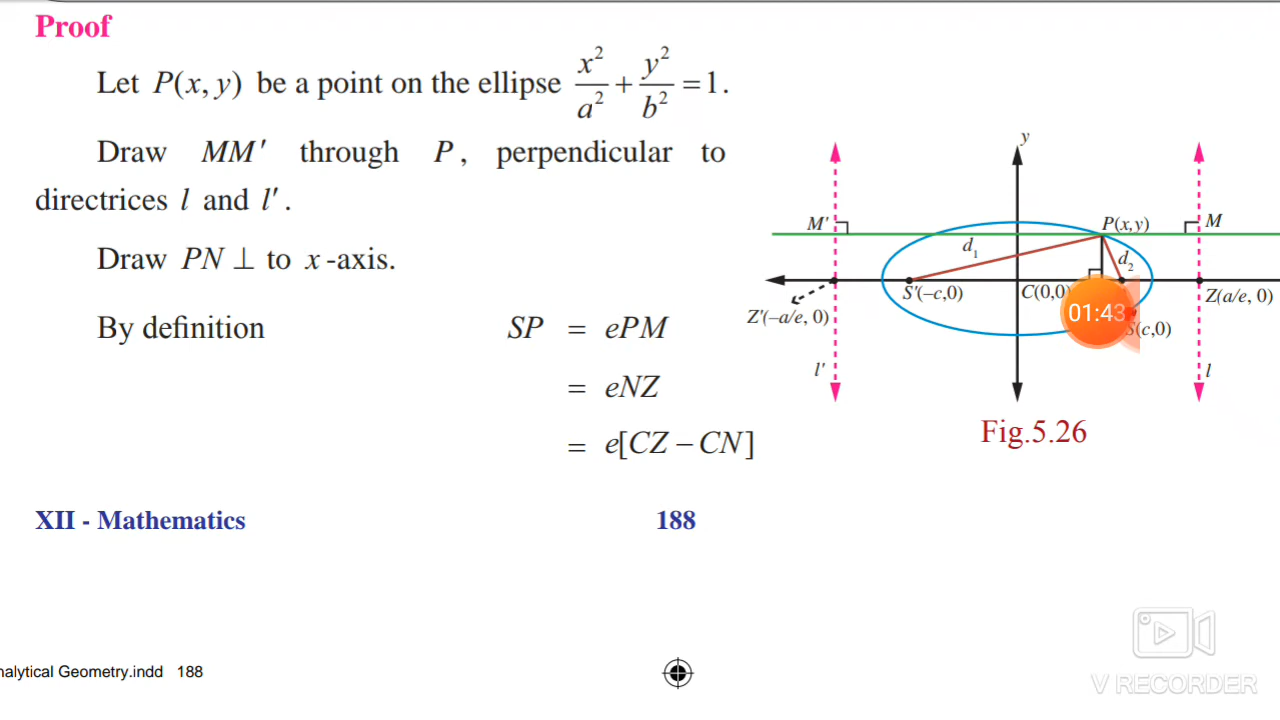 Proof
Let P(x, y) be a point on the ellipse x²/a² + y²/b² = 1.
Draw MM′ through P, perpendicular to
directrices l and l′.
Draw PN ⊥ to x-axis.
By definition SP = ePM
= eNZ
= e[CZ – CN]
y
M′
P(x,y)
M
d₁
d₂
S′(–c,0)
C(0,0)
Z(a/e, 0)
Z′(–a/e, 0)
01:43
S(c,0)
l′
l
Fig.5.26
XII - Mathematics 188
nalytical Geometry.indd 188
V RECORDER